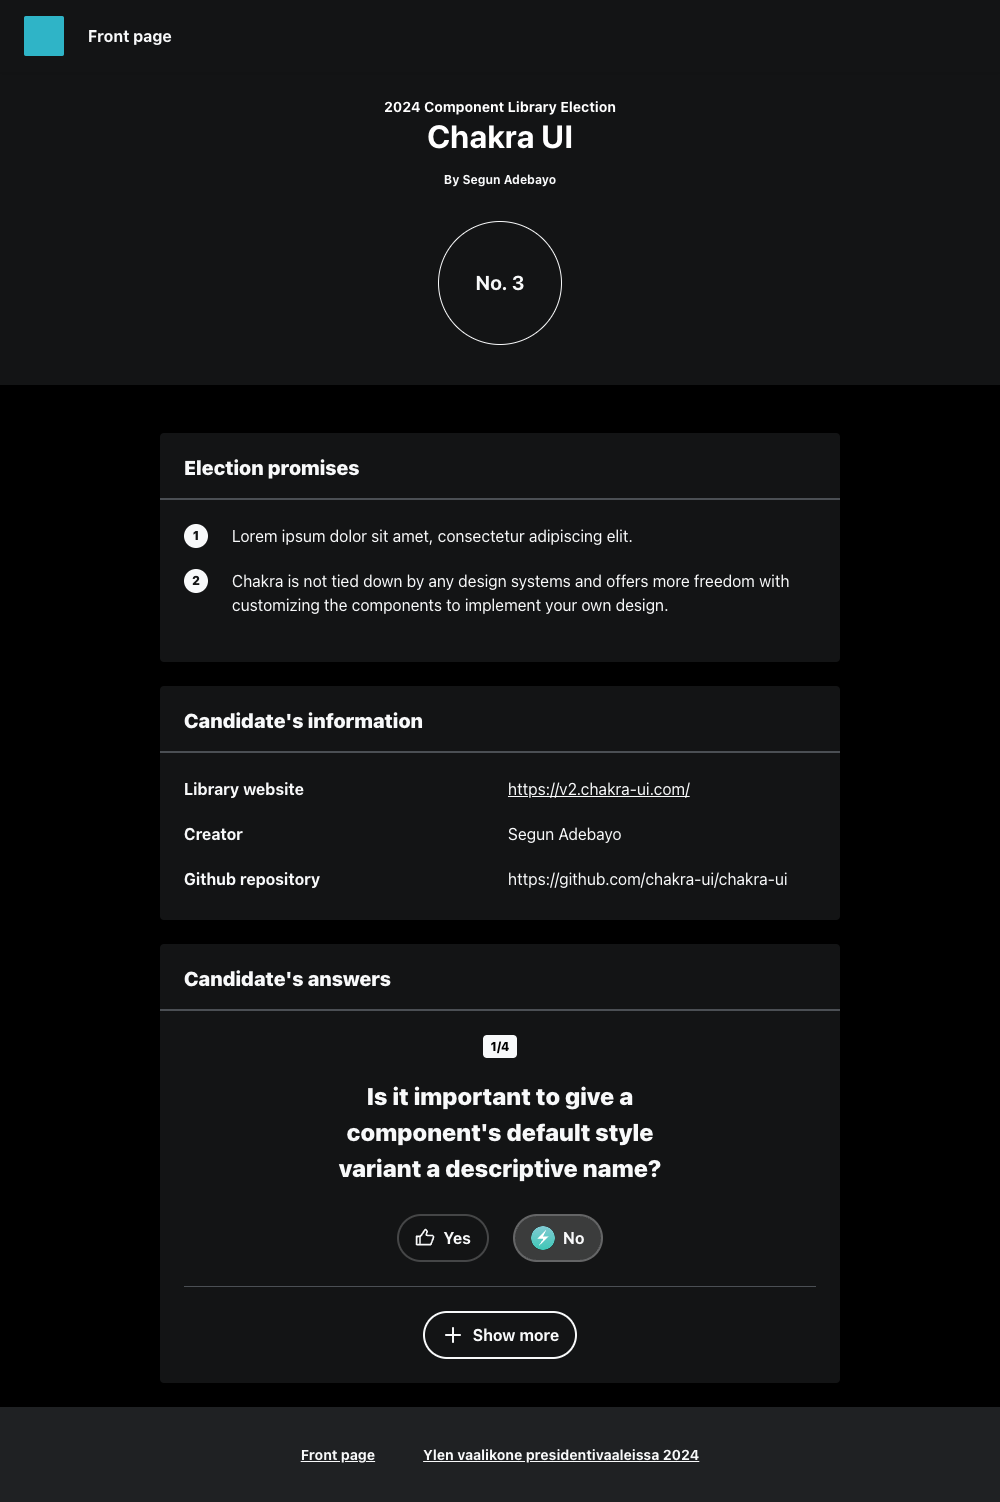 Front page
2024 Component Library Election
Chakra UI
By Segun Adebayo
No. 3
Election promises
1 Lorem ipsum dolor sit amet, consectetur adipiscing elit.
2 Chakra is not tied down by any design systems and offers more freedom with
customizing the components to implement your own design.
Candidate's information
Library website https://v2.chakra-ui.com/
Creator Segun Adebayo
Github repository https://github.com/chakra-ui/chakra-ui
Candidate's answers
1/4
Is it important to give a
component's default style
variant a descriptive name?
Yes No
Show more
Front page Ylen vaalikone presidentivaaleissa 2024